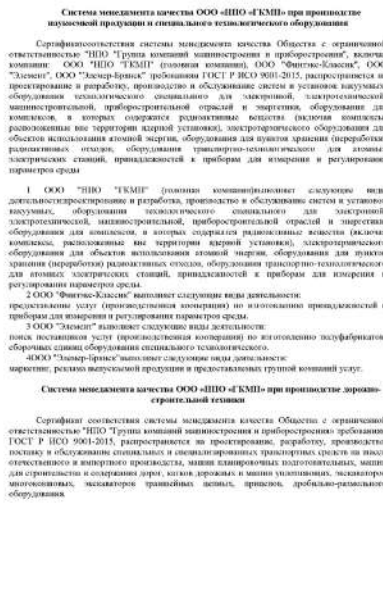 Система менеджмента качества ООО «НПО «ГКМП» при производстве
наукоемкой продукции и специального технологического оборудования
Сертификатсоответствия системы менеджмента качества Общества с ограниченной
ответственностью "НПО "Группа компаний машиностроения и приборостроения", включая
компании: ООО "НПО "ГКМП" (головная компания), ООО "Финтэкс-Классик", ООО
"Элемент", ООО "Элемер-Брянск" требованиям ГОСТ Р ИСО 9001-2015, распространяется на
проектирование и разработку, производство и обслуживание систем и установок вакуумных,
оборудования технологического специального для электронной, электротехнической,
машиностроительной, приборостроительной отраслей и энергетики, оборудования для
комплексов, в которых содержатся радиоактивные вещества (включая комплексы,
расположенные вне территории ядерной установки), электротермического оборудования для
объектов использования атомной энергии, оборудования для пунктов хранения (переработки)
радиоактивных отходов, оборудования транспортно-технологического для атомных
электрических станций, принадлежностей к приборам для измерения и регулирования
параметров среды
1 ООО "НПО "ГКМП" (головная компания)выполняет следующие виды
деятельности:проектирование и разработка, производство и обслуживание систем и установок
вакуумных, оборудования технологического специального для электронной,
электротехнической, машиностроительной, приборостроительной отраслей и энергетики,
оборудования для комплексов, в которых содержатся радиоактивные вещества (включая
комплексы, расположенные вне территории ядерной установки), электротермического
оборудования для объектов использования атомной энергии, оборудования для пунктов
хранения (переработки) радиоактивных отходов, оборудования транспортно-технологического
для атомных электрических станций, принадлежностей к приборам для измерения и
регулирования параметров среды.
2 ООО "Финтэкс-Классик" выполняет следующие виды деятельности:
предоставление услуг (производственная кооперация) по изготовлению принадлежностей к
приборам для измерения и регулирования параметров среды.
3 ООО "Элемент" выполняет следующие виды деятельности:
поиск поставщиков услуг (производственной кооперации) по изготовлению полуфабрикатов,
сборочных единиц оборудования специального технологического.
4ООО "Элемер-Брянск"выполняет следующие виды деятельности:
маркетинг, реклама выпускаемой продукции и предоставляемых группой компаний услуг.
Система менеджмента качества ООО «НПО «ГКМП» при производстве дорожно-
строительной техники
Сертификат соответствия системы менеджмента качества Общества с ограниченной
ответственностью "НПО "Группа компаний машиностроения и приборостроения» требованиям
ГОСТ Р ИСО 9001-2015, распространяется на проектирование, разработку, производство,
поставку и обслуживание специальных и специализированных транспортных средств на шасси
отечественного и импортного производства, машин планировочных подготовительных, машин
для строительства и содержания дорог, катков дорожных и машин уплотняющих, экскаваторов
многоковшовых, экскаваторов траншейных цепных, прицепов, дробильно-размольного
оборудования.